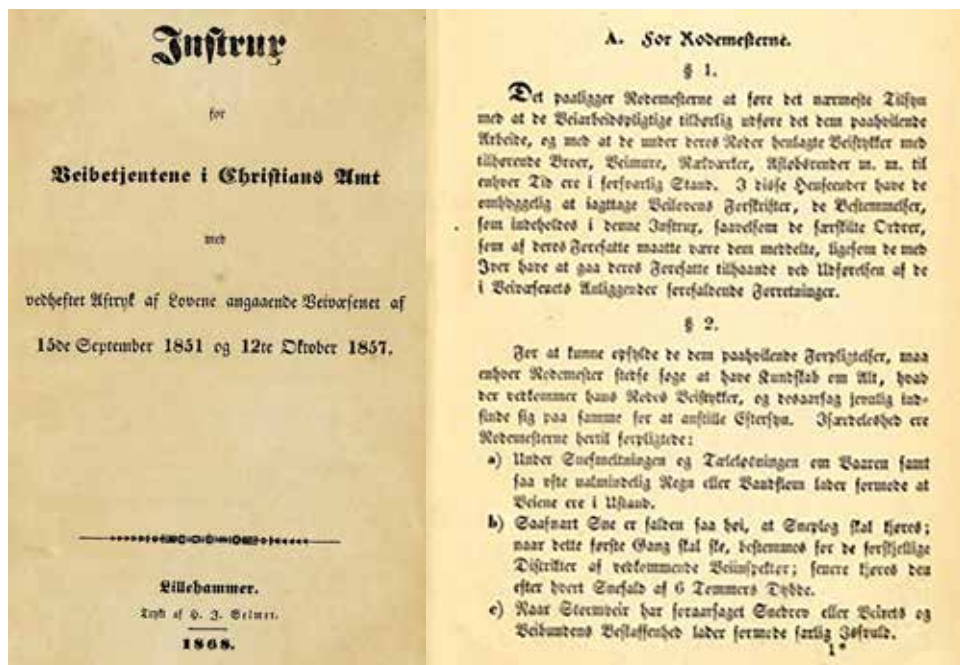 Instrux
for
Veibetjentene i Christians Amt
med
vedheftet Aftryk af Lovene angaaende Veivæsenet af
15de September 1851 og 12te Oktober 1857.
Lillehammer.
Trykt af H. J. Selmer.
1868.
A. For Rodemesterne.
§ 1.
Det paaligger Rodemesterne at føre det nærmeste Tilsyn
med at de Veiarbeidspligtige tilbørlig udføre det dem paahvilende
Arbeide, og med at de under deres Roder henlagte Veistykker med
tilhørende Broer, Veimure, Rækværker, Afløbsrender m. m. til
enhver Tid ere i forsvarlig Stand. I disse Henseender have de
omhyggelig at iagttage Veilovens Forskrifter, de Bestemmelser,
som indeholdes i denne Instrux, saavelsom de særskilte Ordrer,
som af deres Foresatte maatte være dem meddelte, ligesom de med
Iver have at gaa deres Foresatte tilhaande ved Udførelsen af de
i Veivæsenets Anliggender forefaldende Forretninger.
§ 2.
For at kunne opfylde de dem paahvilende Forpligtelser, maa
enhver Rodemester stedse søge at have Kundskab om Alt, hvad
der vedkommer hans Rodes Veistykker, og desaarsag jevnlig ind-
finde sig paa samme for at anstille Eftersyn. Isærdeleshed ere
Rodemesterne hertil forpligtede:
a) Under Snesmeltningen og Tæleløsningen om Vaaren samt
saa ofte ualmindelig Regn eller Vandflom lader formode at
Veiene ere i Ustand.
b) Saasnart Sne er falden saa høi, at Sneplog skal kjøres;
naar dette første Gang skal ske, bestemmes for de forskjellige
Distrikter af vedkommende Veiinspektør; senere kjøres den
efter hvert Snefald af 6 Tommers Dybde.
c) Naar Stormveir har foraarsaget Snedrev eller Veirets og
Veibundens Beskaffenhed lader formode farlig Issvuld.
1*